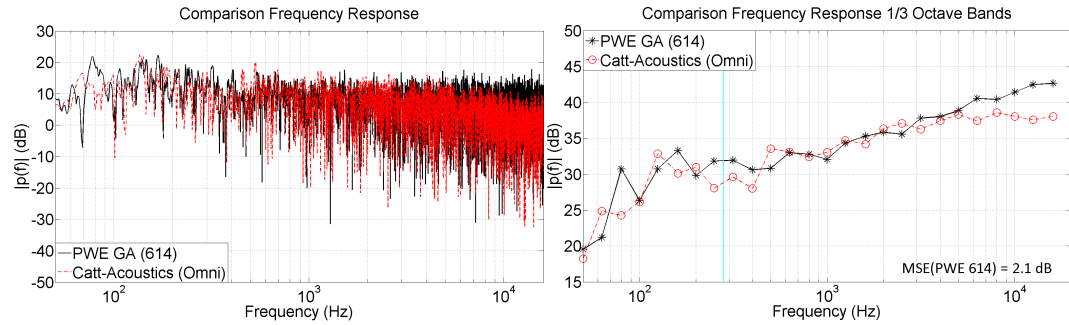 Comparison Frequency Response
30
20
10
0
-10
-20
-30
-40
-50
|p(f)| (dB)
PWE GA (614)
Catt-Acoustics (Omni)
10^2
10^3
10^4
Frequency (Hz)
Comparison Frequency Response 1/3 Octave Bands
50
45
40
35
30
25
20
15
|p(f)| (dB)
PWE GA (614)
Catt-Acoustics (Omni)
MSE(PWE 614) = 2.1 dB
10^2
10^3
10^4
Frequency (Hz)